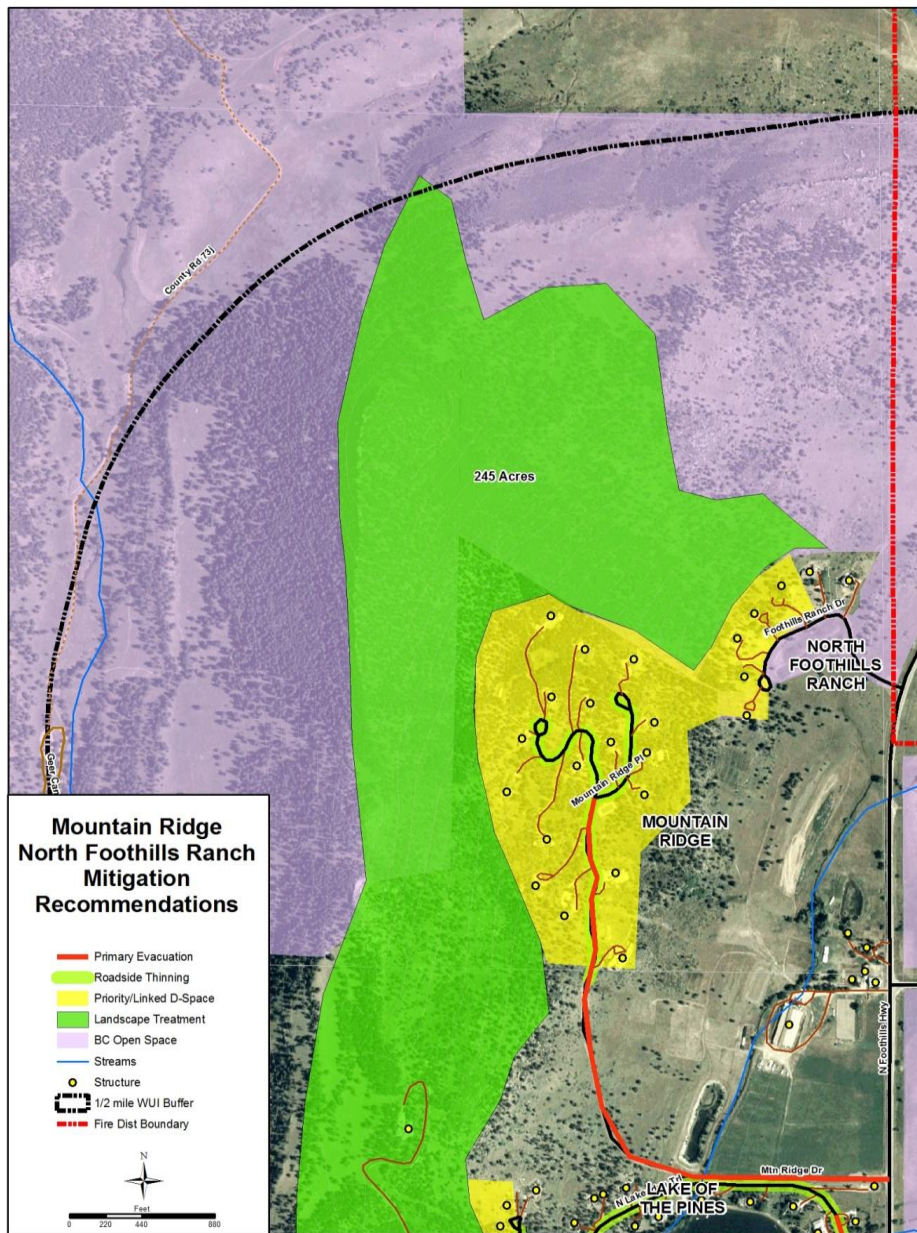 County Rd 73j
245 Acres
Foothills Ranch Dr
NORTH
FOOTHILLS
RANCH
Mountain Ridge Pl
MOUNTAIN
RIDGE
Geer Can
N Foothills Hwy
Mtn Ridge Dr
N Lake
Trl
LAKE OF
THE PINES
Mountain Ridge
North Foothills Ranch
Mitigation
Recommendations
Primary Evacuation
Roadside Thinning
Priority/Linked D-Space
Landscape Treatment
BC Open Space
Streams
Structure
1/2 mile WUI Buffer
Fire Dist Boundary
N
Feet
0 220 440 880